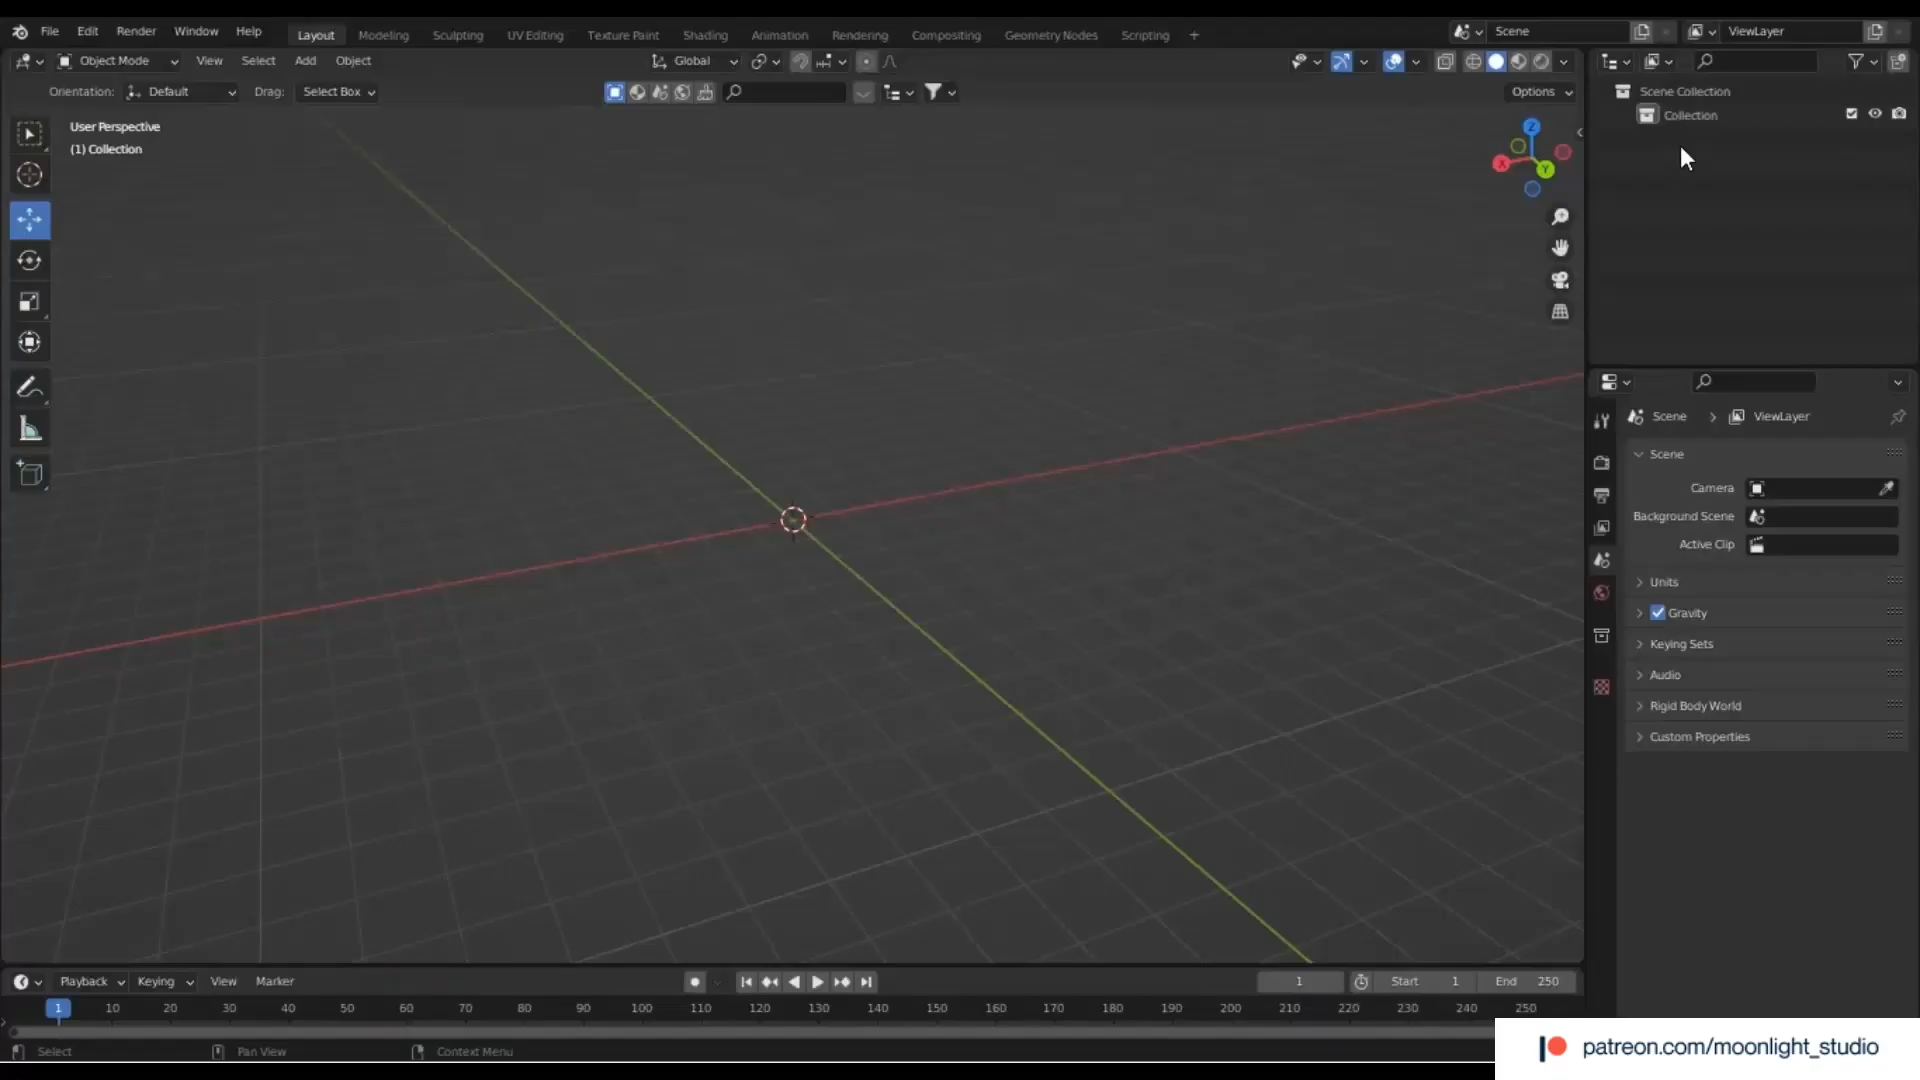 File Edit Render Window Help Layout Modeling Sculpting UV Editing Texture Paint Shading Animation Rendering Compositing Geometry Nodes Scripting + Scene ViewLayer
Object Mode View Select Add Object Global
Orientation: Default Drag: Select Box Options
User Perspective
(1) Collection
Z
X
Y
Scene Collection
Collection
Scene > ViewLayer
Scene
Camera
Background Scene
Active Clip
Units
Gravity
Keying Sets
Audio
Rigid Body World
Custom Properties
Playback Keying View Marker 1 Start 1 End 250
1 10 20 30 40 50 60 70 80 90 100 110 120 130 140 150 160 170 180 190 200 210 220 230 240 250
Select Pan View Context Menu
patreon.com/moonlight_studio